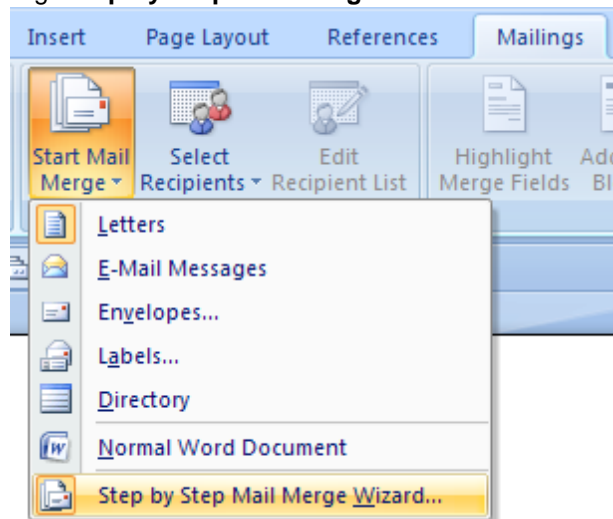 Insert Page Layout References Mailings
Start Mail Select Edit Highlight
Merge Recipients Recipient List Merge Fields
Letters
E-Mail Messages
Envelopes...
Labels...
Directory
Normal Word Document
Step by Step Mail Merge Wizard...